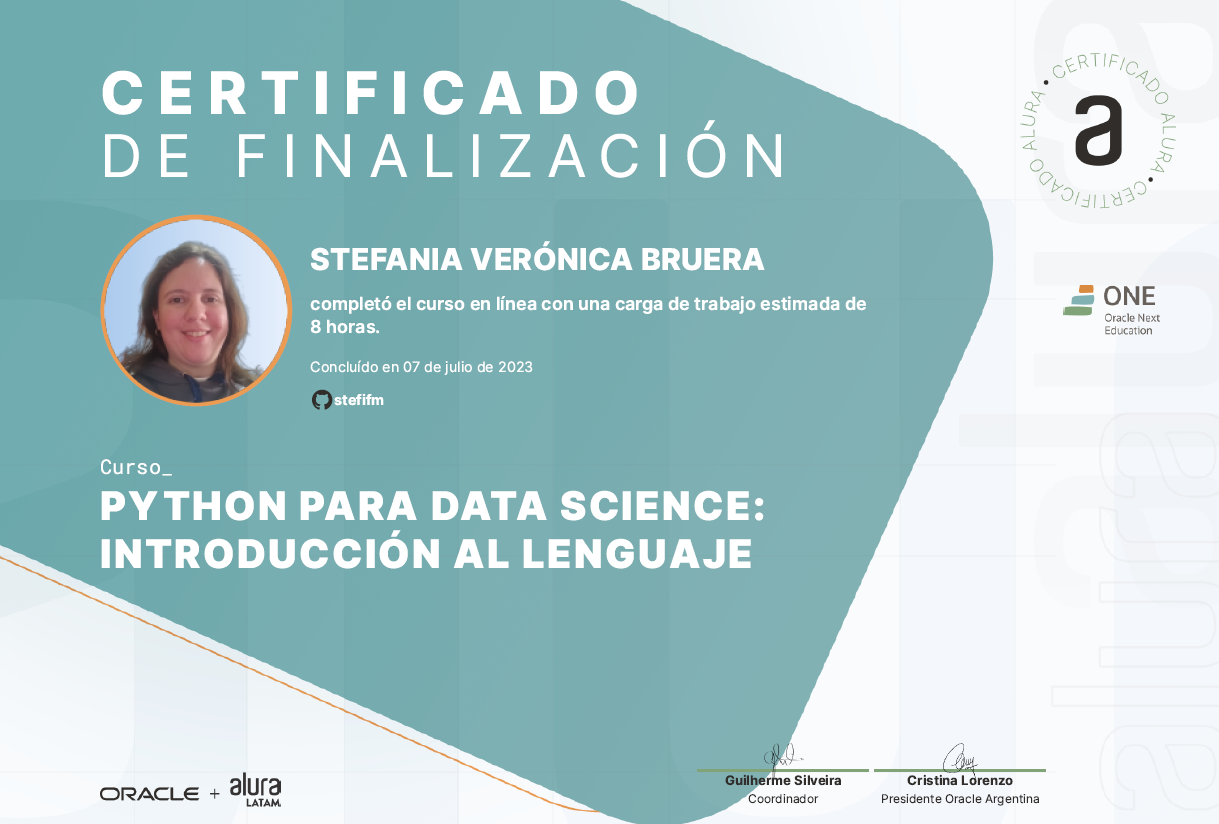 CERTIFICADO
DE FINALIZACIÓN
CERTIFICADO ALURA • CERTIFICADO ALURA •
a
STEFANIA VERÓNICA BRUERA
completó el curso en línea con una carga de trabajo estimada de
8 horas.
Concluído en 07 de julio de 2023
stefifm
ONE
Oracle Next
Education
Curso_
PYTHON PARA DATA SCIENCE:
INTRODUCCIÓN AL LENGUAJE
alura
alura
ORACLE + alura
LATAM
Guilherme Silveira
Coordinador
Cristina Lorenzo
Presidente Oracle Argentina